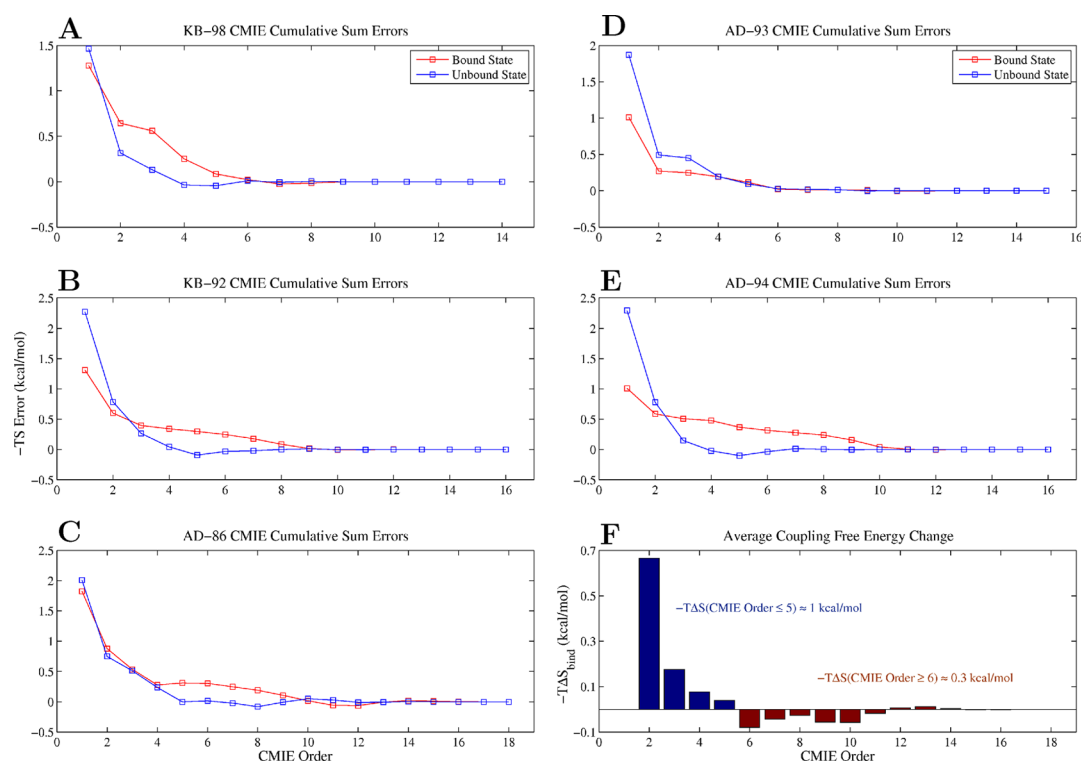 A
KB−98 CMIE Cumulative Sum Errors
Bound State
Unbound State
1.5
1
0.5
0
−0.5
0 2 4 6 8 10 12 14
D
AD−93 CMIE Cumulative Sum Errors
Bound State
Unbound State
2
1.5
1
0.5
0
−0.5
0 2 4 6 8 10 12 14 16
B
KB−92 CMIE Cumulative Sum Errors
−TS Error (kcal/mol)
2.5
2
1.5
1
0.5
0
−0.5
0 2 4 6 8 10 12 14 16
E
AD−94 CMIE Cumulative Sum Errors
2.5
2
1.5
1
0.5
0
−0.5
0 2 4 6 8 10 12 14 16
C
AD−86 CMIE Cumulative Sum Errors
2.5
2
1.5
1
0.5
0
−0.5
0 2 4 6 8 10 12 14 16 18
CMIE Order
F
Average Coupling Free Energy Change
−TΔS(CMIE Order ≤ 5) ≈ 1 kcal/mol
−TΔS(CMIE Order ≥ 6) ≈ 0.3 kcal/mol
−TΔS_bind (kcal/mol)
0.7
0.5
0.3
0.1
−0.1
2 4 6 8 10 12 14 16 18
CMIE Order